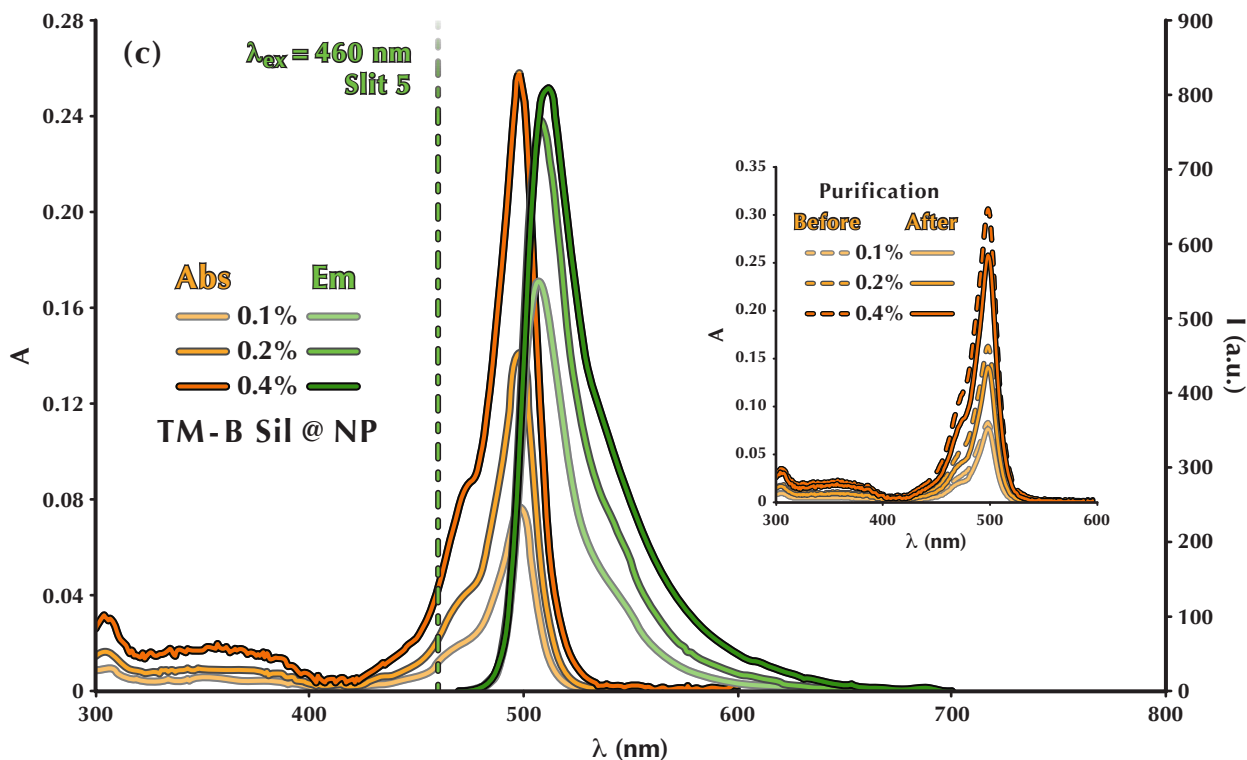 (c)
λex = 460 nm
Slit 5
Abs Em
0.1%
0.2%
0.4%
TM-B Sil @ NP
A
0.28
0.24
0.20
0.16
0.12
0.08
0.04
0
300 400 500 600 700 800
λ (nm)
900
800
700
600
500
400
300
200
100
0
I (a.u.)
Purification
Before After
0.1%
0.2%
0.4%
A
0.35
0.30
0.25
0.20
0.15
0.10
0.05
0
300 400 500 600
λ (nm)